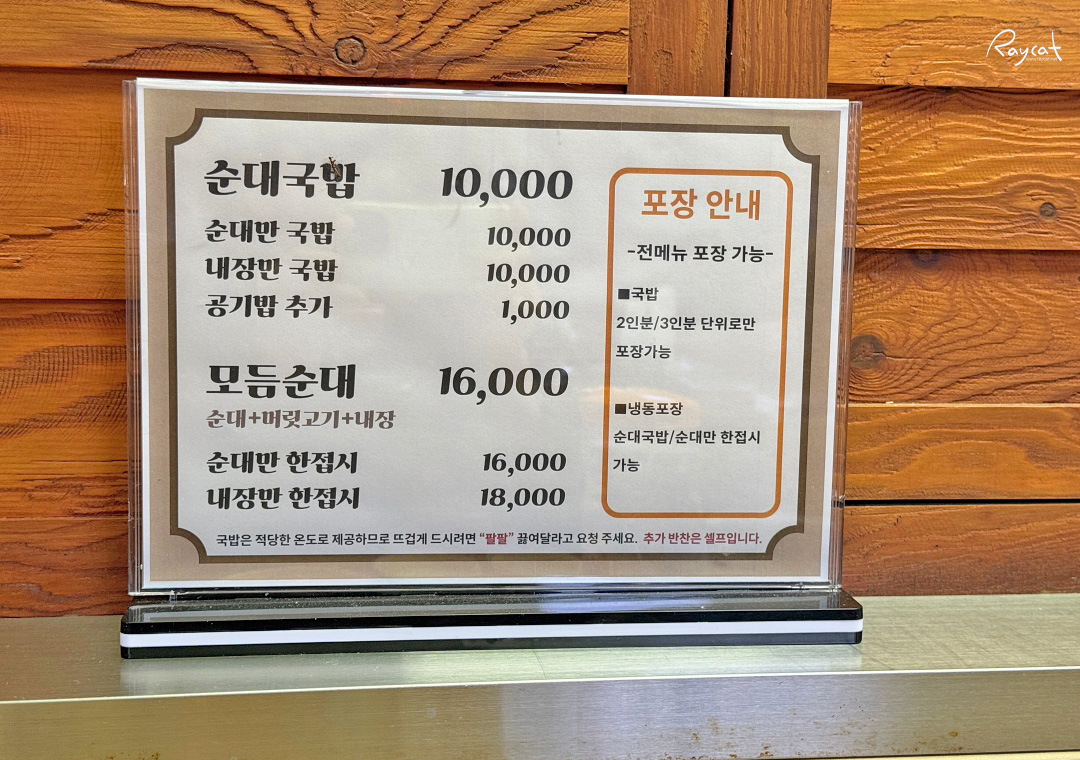 Raycat
순대국밥 10,000
순대만 국밥 10,000
내장만 국밥 10,000
공기밥 추가 1,000
모듬순대 16,000
순대+머릿고기+내장
순대만 한접시 16,000
내장만 한접시 18,000
포장 안내
-전메뉴 포장 가능-
■국밥
2인분/3인분 단위로만
포장가능
■냉동포장
순대국밥/순대만 한접시
가능
국밥은 적당한 온도로 제공하므로 뜨겁게 드시려면 “팔팔” 끓여달라고 요청 주세요. 추가 반찬은 셀프입니다.